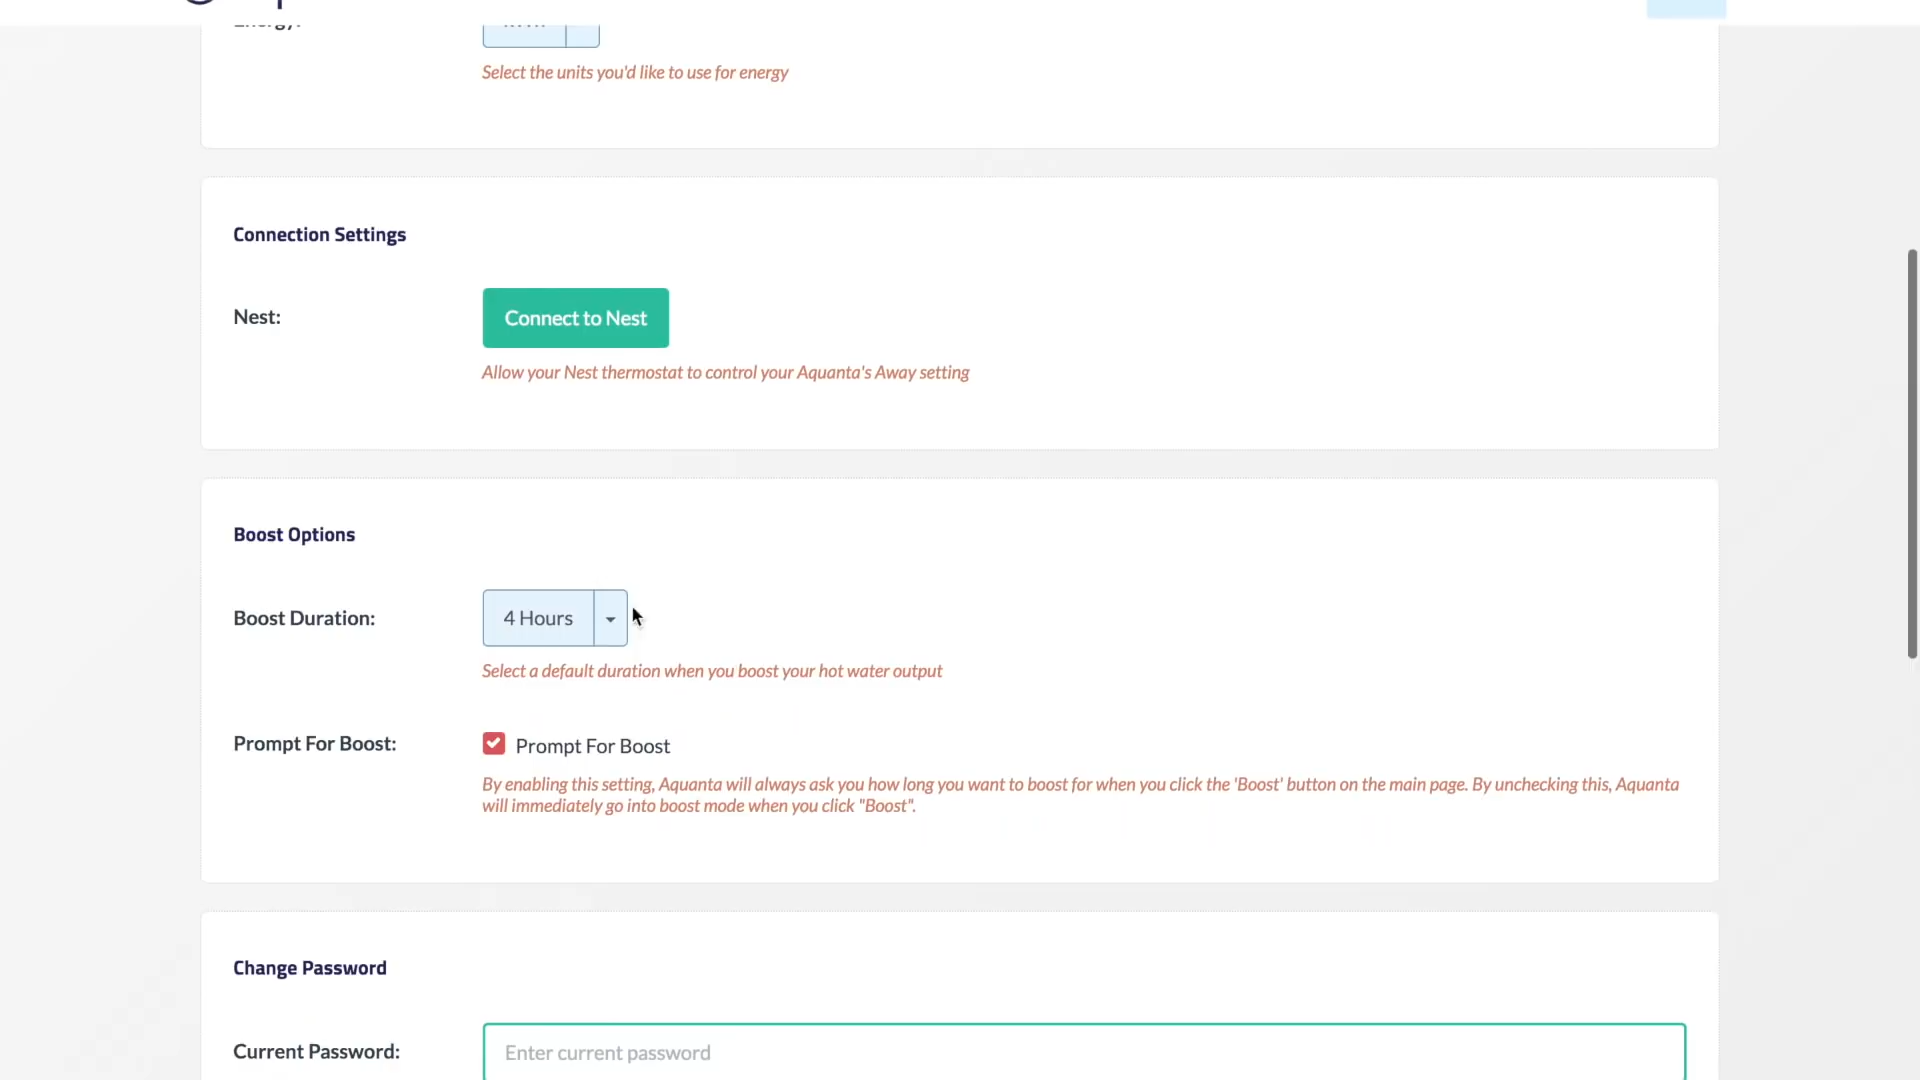 Select the units you'd like to use for energy
Connection Settings
Nest:
Connect to Nest
Allow your Nest thermostat to control your Aquanta's Away setting
Boost Options
Boost Duration:
4 Hours
Select a default duration when you boost your hot water output
Prompt For Boost:
Prompt For Boost
By enabling this setting, Aquanta will always ask you how long you want to boost for when you click the 'Boost' button on the main page. By unchecking this, Aquanta
will immediately go into boost mode when you click "Boost".
Change Password
Current Password:
Enter current password